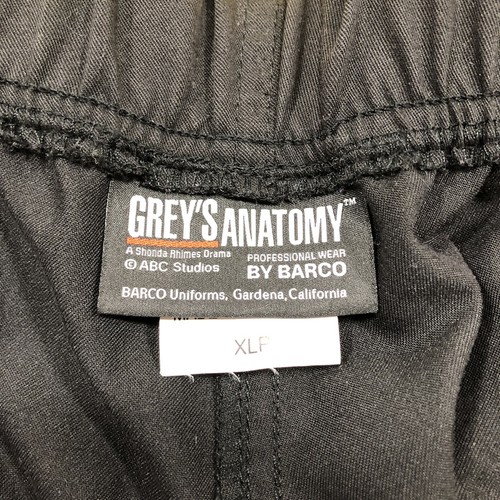 GREY'S ANATOMY™
A Shonda Rhimes Drama PROFESSIONAL WEAR
© ABC Studios BY BARCO
BARCO Uniforms, Gardena, California
XLP